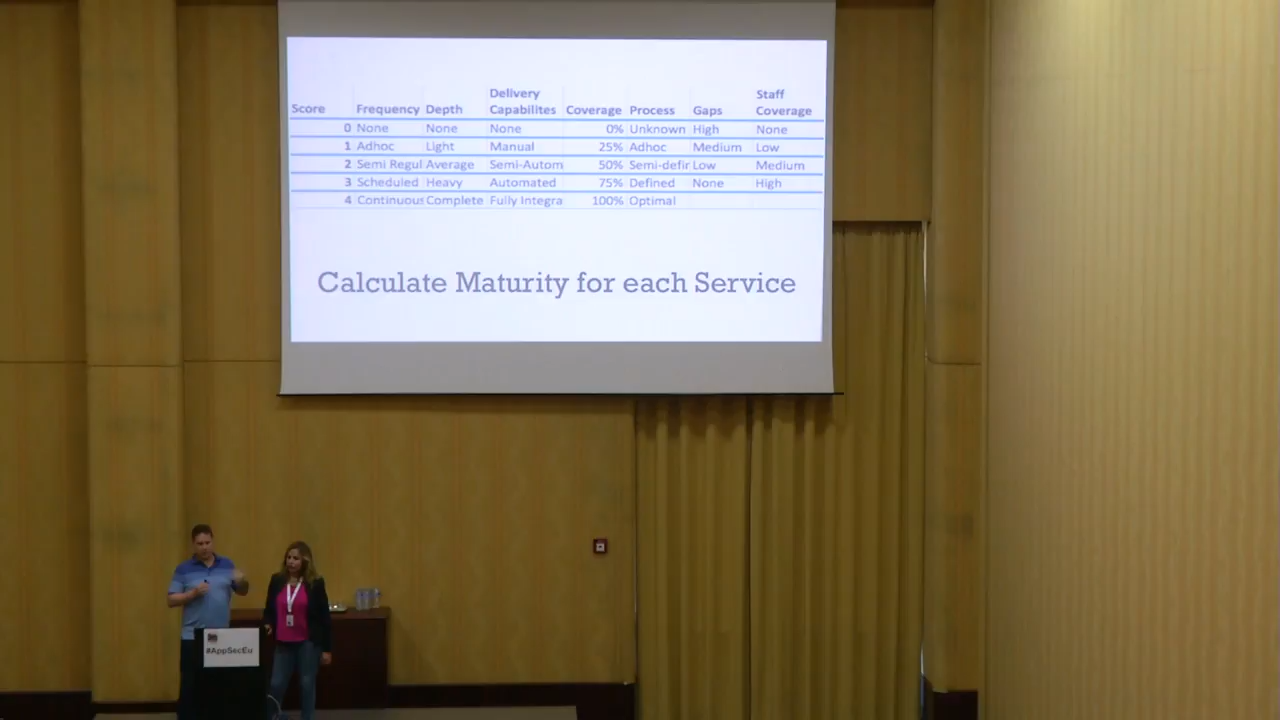 Score Frequency Depth Delivery Capabilites Coverage Process Gaps Staff Coverage
0 None None None 0% Unknown High None
1 Adhoc Light Manual 25% Adhoc Medium Low
2 Semi Regul Average Semi-Autom 50% Semi-defir Low Medium
3 Scheduled Heavy Automated 75% Defined None High
4 Continuou Complete Fully Integra 100% Optimal
Calculate Maturity for each Service
#AppSecEu